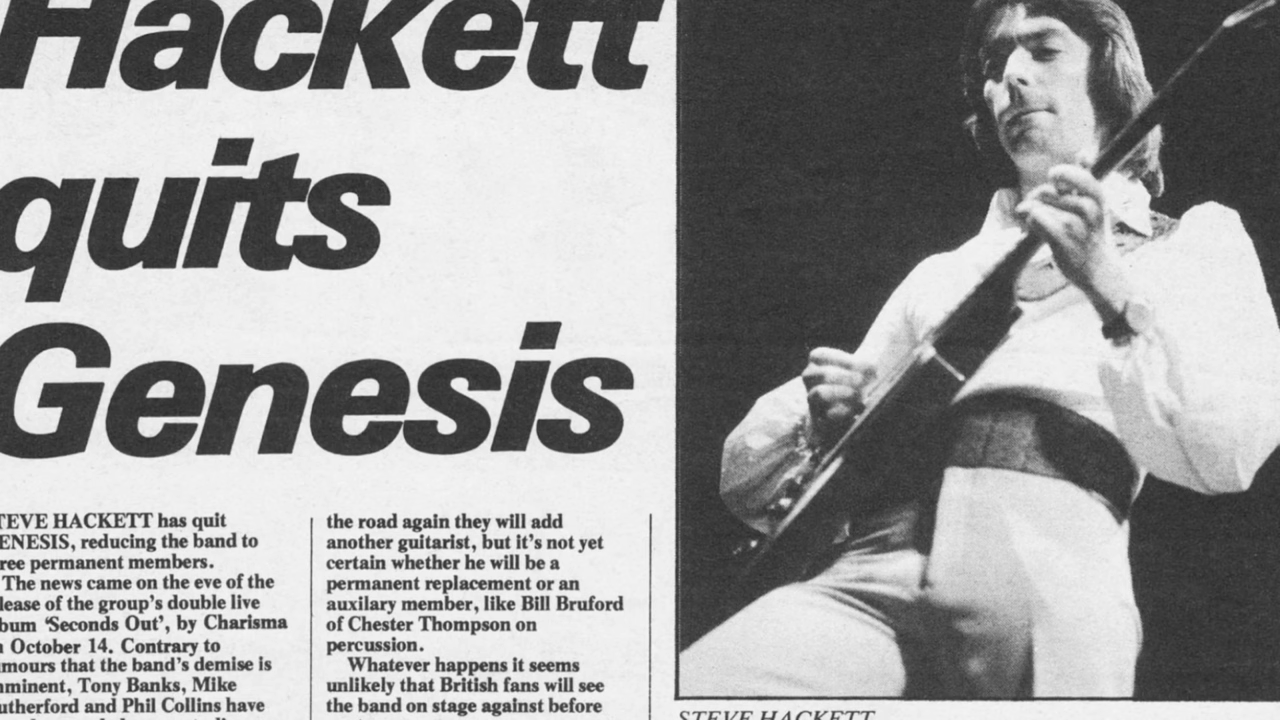 Hackett
quits
Genesis
TEVE HACKETT has quit
ENESIS, reducing the band to
ree permanent members.
The news came on the eve of the
lease of the group's double live
bum 'Seconds Out', by Charisma
n October 14. Contrary to
mours that the band's demise is
mminent, Tony Banks, Mike
utherford and Phil Collins have
the road again they will add
another guitarist, but it's not yet
certain whether he will be a
permanent replacement or an
auxilary member, like Bill Bruford
of Chester Thompson on
percussion.
Whatever happens it seems
unlikely that British fans will see
the band on stage against before
STEVE HACKETT